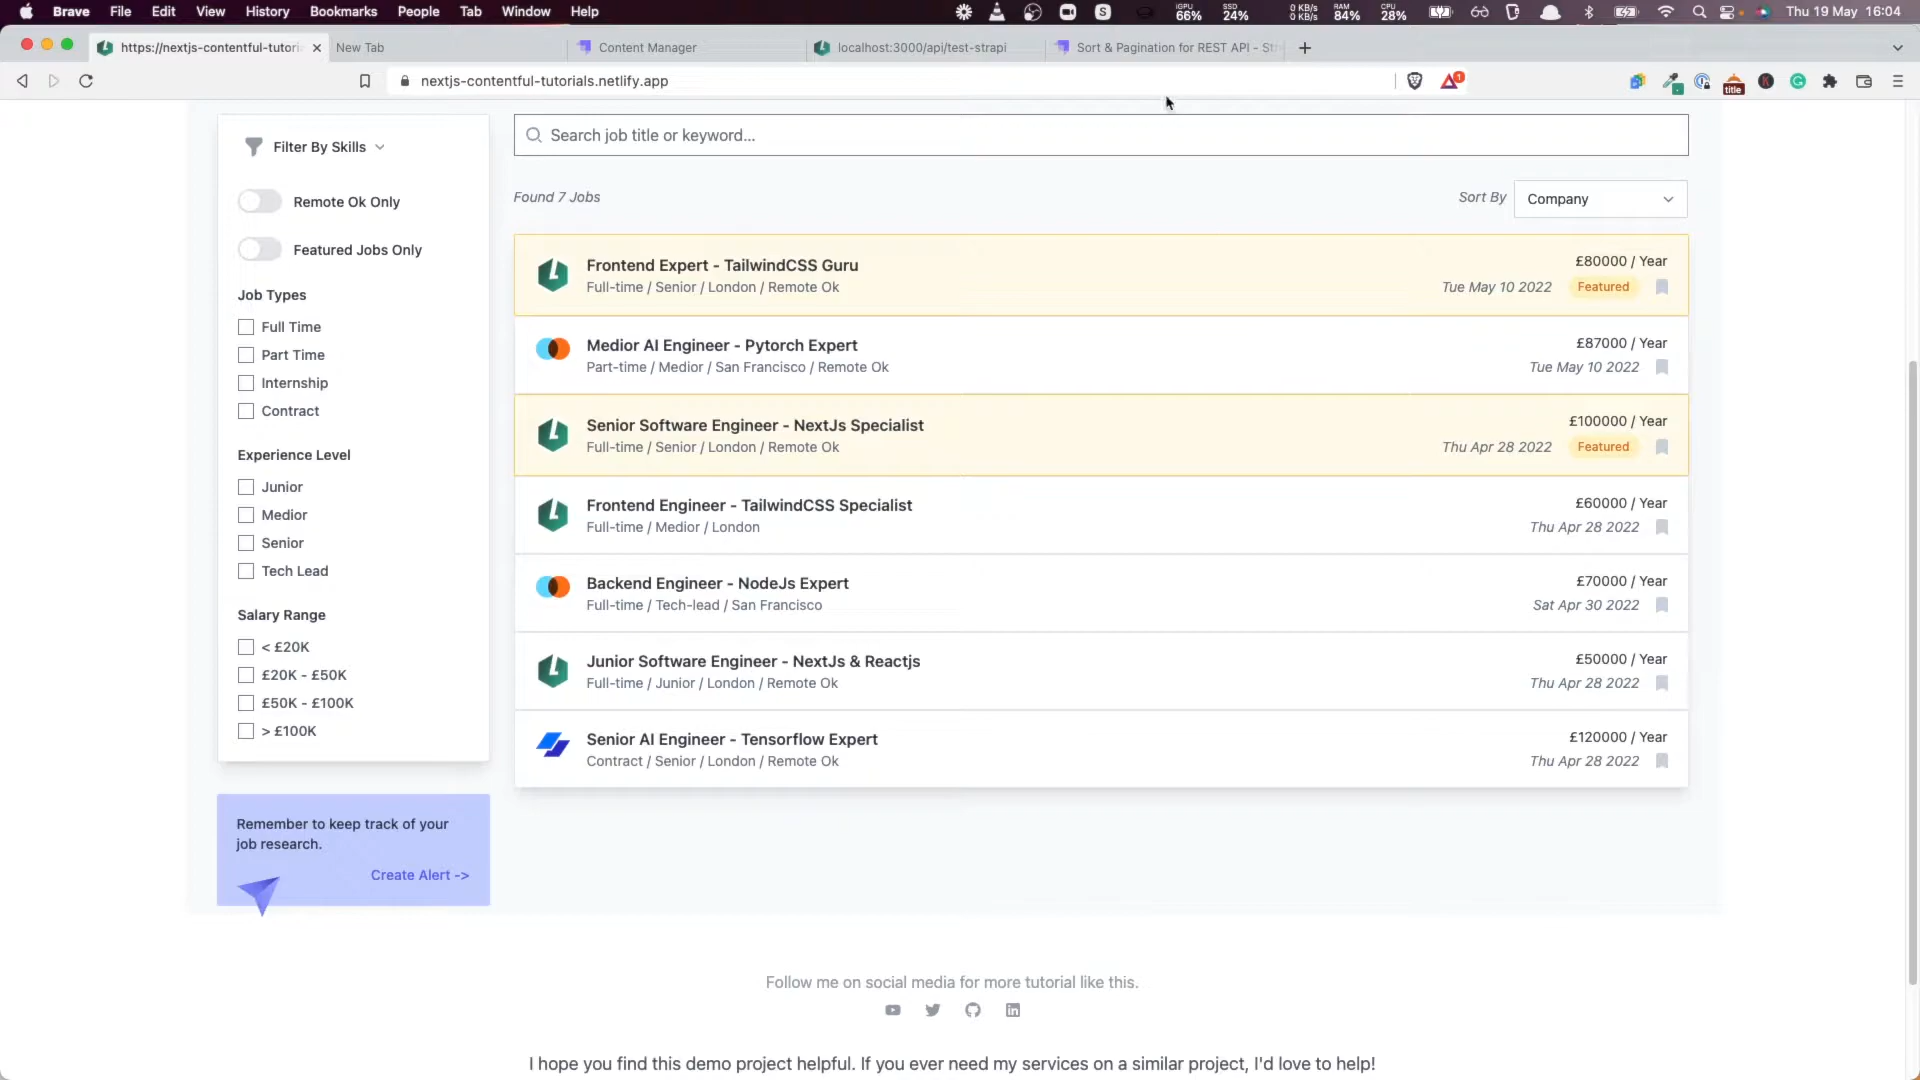 Brave File Edit View History Bookmarks People Tab Window Help
S
iGPU 66% SSD 24% 0 KB/s 0 KB/s RAM 84% CPU 28%
Thu 19 May 16:04
https://nextjs-contentful-tutori
New Tab
Content Manager
localhost:3000/api/test-strapi
Sort & Pagination for REST API - St
nextjs-contentful-tutorials.netlify.app
1
title
Filter By Skills
Search job title or keyword...
Remote Ok Only
Found 7 Jobs
Sort By Company
Featured Jobs Only
Job Types
Full Time
Part Time
Internship
Contract
Experience Level
Junior
Medior
Senior
Tech Lead
Salary Range
< £20K
£20K - £50K
£50K - £100K
> £100K
Frontend Expert - TailwindCSS Guru
£80000 / Year
Full-time / Senior / London / Remote Ok
Tue May 10 2022 Featured
Medior AI Engineer - Pytorch Expert
£87000 / Year
Part-time / Medior / San Francisco / Remote Ok
Tue May 10 2022
Senior Software Engineer - NextJs Specialist
£100000 / Year
Full-time / Senior / London / Remote Ok
Thu Apr 28 2022 Featured
Frontend Engineer - TailwindCSS Specialist
£60000 / Year
Full-time / Medior / London
Thu Apr 28 2022
Backend Engineer - NodeJs Expert
£70000 / Year
Full-time / Tech-lead / San Francisco
Sat Apr 30 2022
Junior Software Engineer - NextJs & Reactjs
£50000 / Year
Full-time / Junior / London / Remote Ok
Thu Apr 28 2022
Senior AI Engineer - Tensorflow Expert
£120000 / Year
Contract / Senior / London / Remote Ok
Thu Apr 28 2022
Remember to keep track of your
job research.
Create Alert ->
Follow me on social media for more tutorial like this.
I hope you find this demo project helpful. If you ever need my services on a similar project, I'd love to help!